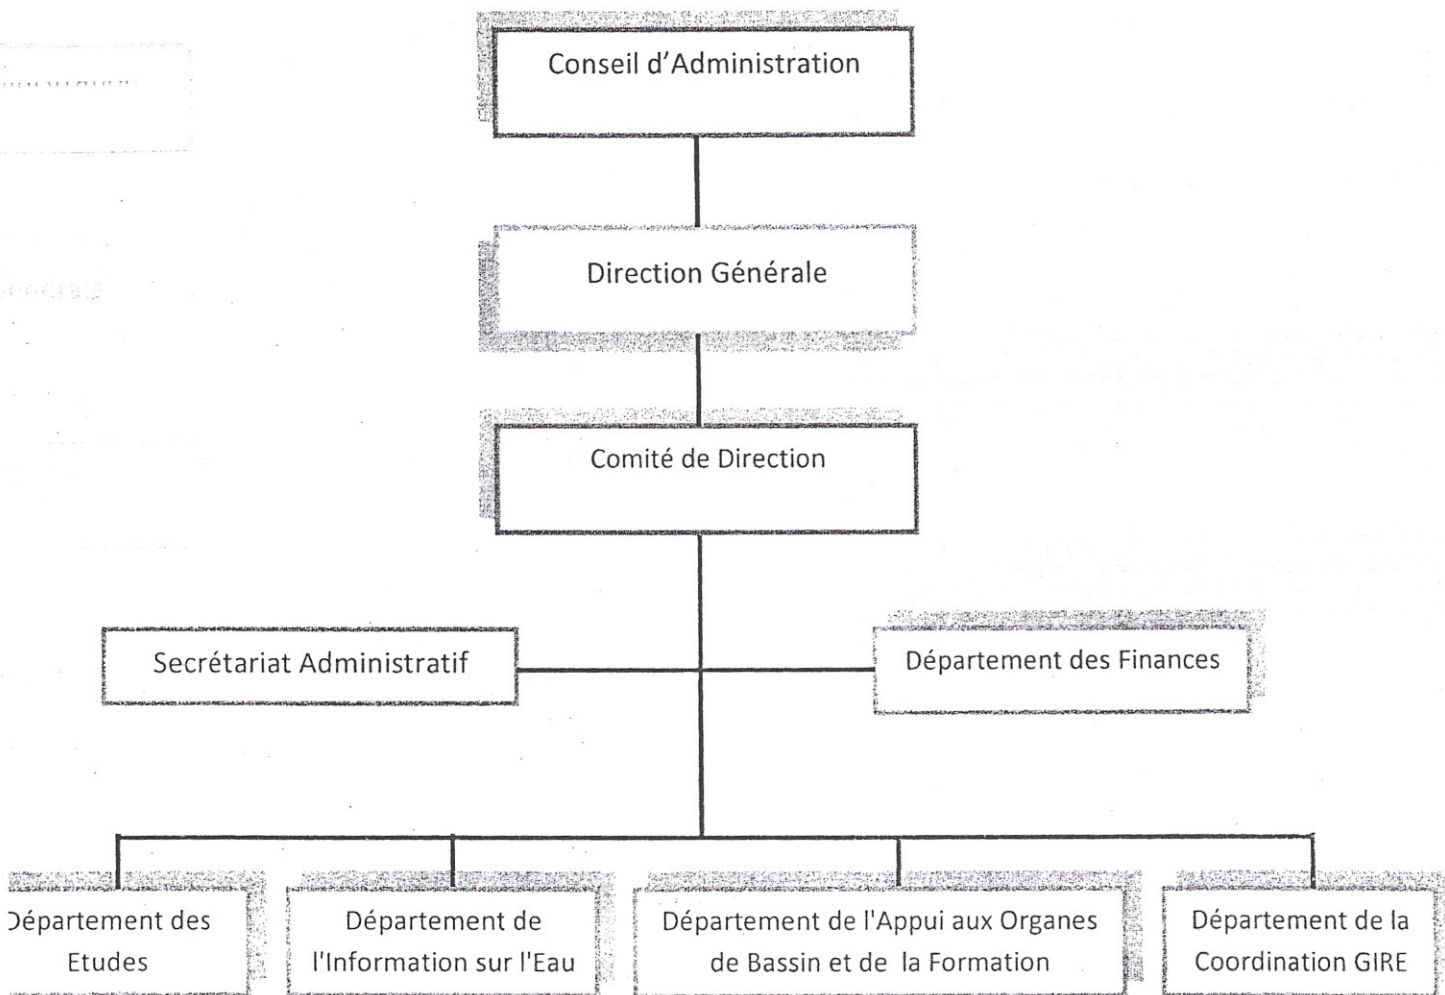 Conseil d'Administration
Direction Générale
Comité de Direction
Secrétariat Administratif
Département des Finances
Département des
Etudes
Département de
l'Information sur l'Eau
Département de l'Appui aux Organes
de Bassin et de la Formation
Département de la
Coordination GIRE